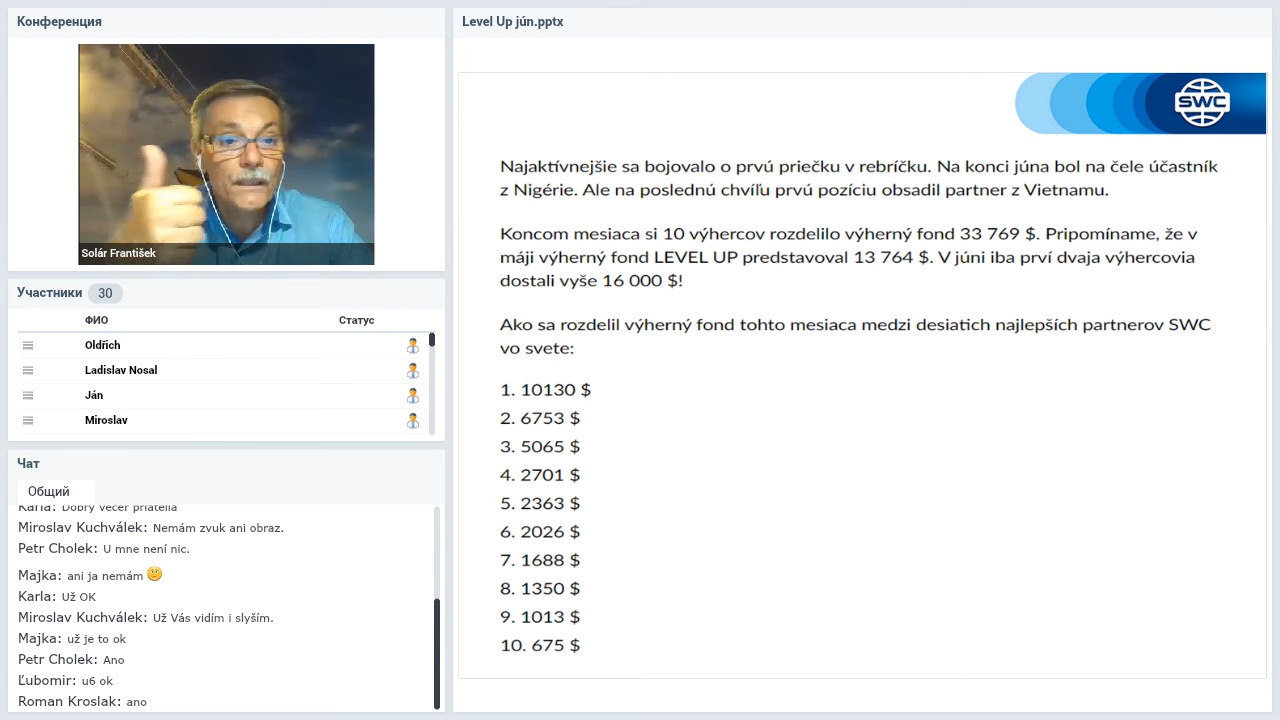 Конференция
Solár František
Участники 30
ФИО Статус
Oldřich
Ladislav Nosal
Ján
Miroslav
Чат
Общий
Karla: Dobrý večer priatelia
Miroslav Kuchválek: Nemám zvuk ani obraz.
Petr Cholek: U mne není nic.
Majka: ani ja nemám
Karla: Už OK
Miroslav Kuchválek: Už Vás vidím i slyším.
Majka: už je to ok
Petr Cholek: Ano
Ľubomir: u6 ok
Roman Kroslak: ano
Level Up jún.pptx
SWC
Najaktívnejšie sa bojovalo o prvú priečku v rebríčku. Na konci júna bol na čele účastník
z Nigérie. Ale na poslednú chvíľu prvú pozíciu obsadil partner z Vietnamu.
Koncom mesiaca si 10 výhercov rozdelilo výherný fond 33 769 $. Pripomíname, že v
máji výherný fond LEVEL UP predstavoval 13 764 $. V júni iba prví dvaja výhercovia
dostali vyše 16 000 $!
Ako sa rozdelil výherný fond tohto mesiaca medzi desiatich najlepších partnerov SWC
vo svete:
1. 10130 $
2. 6753 $
3. 5065 $
4. 2701 $
5. 2363 $
6. 2026 $
7. 1688 $
8. 1350 $
9. 1013 $
10. 675 $